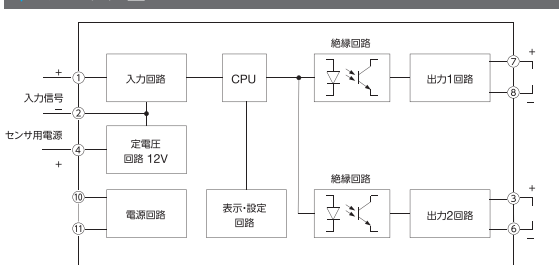 絶縁回路
+
①
入力回路
CPU
出力1回路
⑦
+
⑧
−
入力信号
−
②
センサ用電源
④
+
定電圧
回路 12V
絶縁回路
⑩
電源回路
⑪
表示・設定
回路
出力2回路
③
+
⑥
−